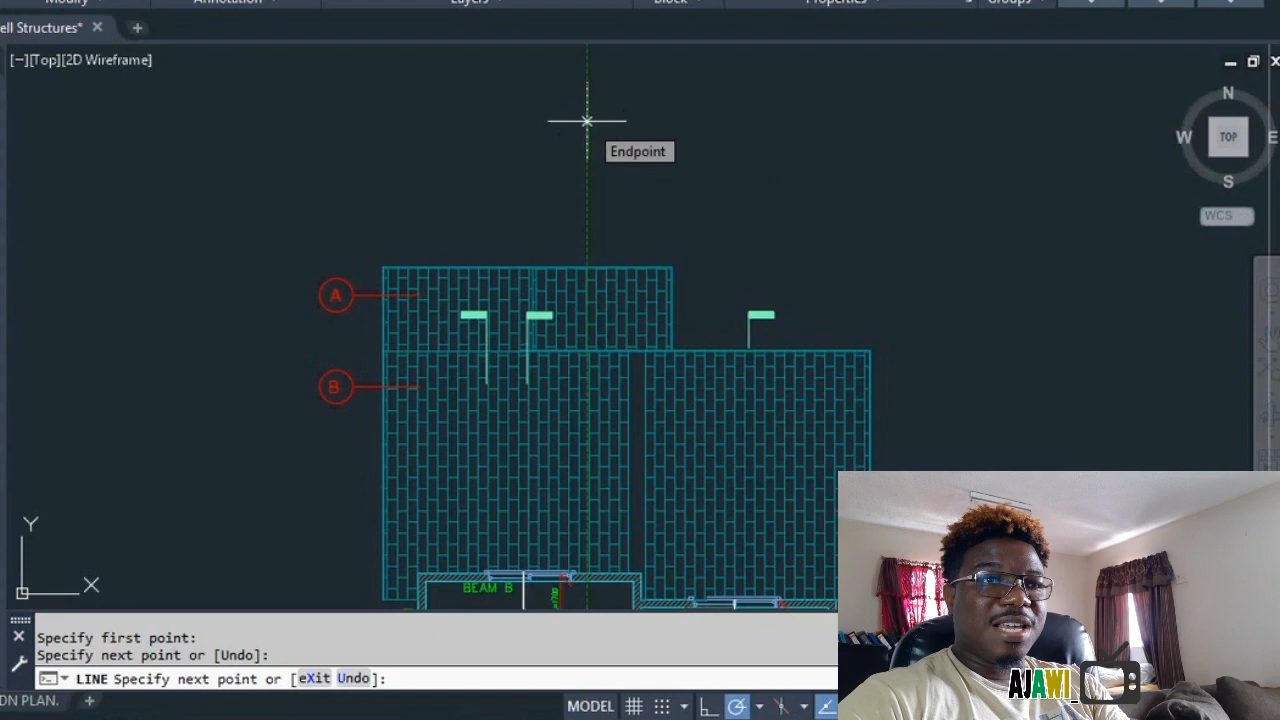 Modify
Annotation
Layers
Block
Properties
Groups
ell Structures*
[−][Top][2D Wireframe]
N
W TOP E
S
WCS
Endpoint
A
B
BEAM B
Y
X
Specify first point:
Specify next point or [Undo]:
LINE Specify next point or [eXit Undo]:
DN PLAN.
MODEL
AJAWI_